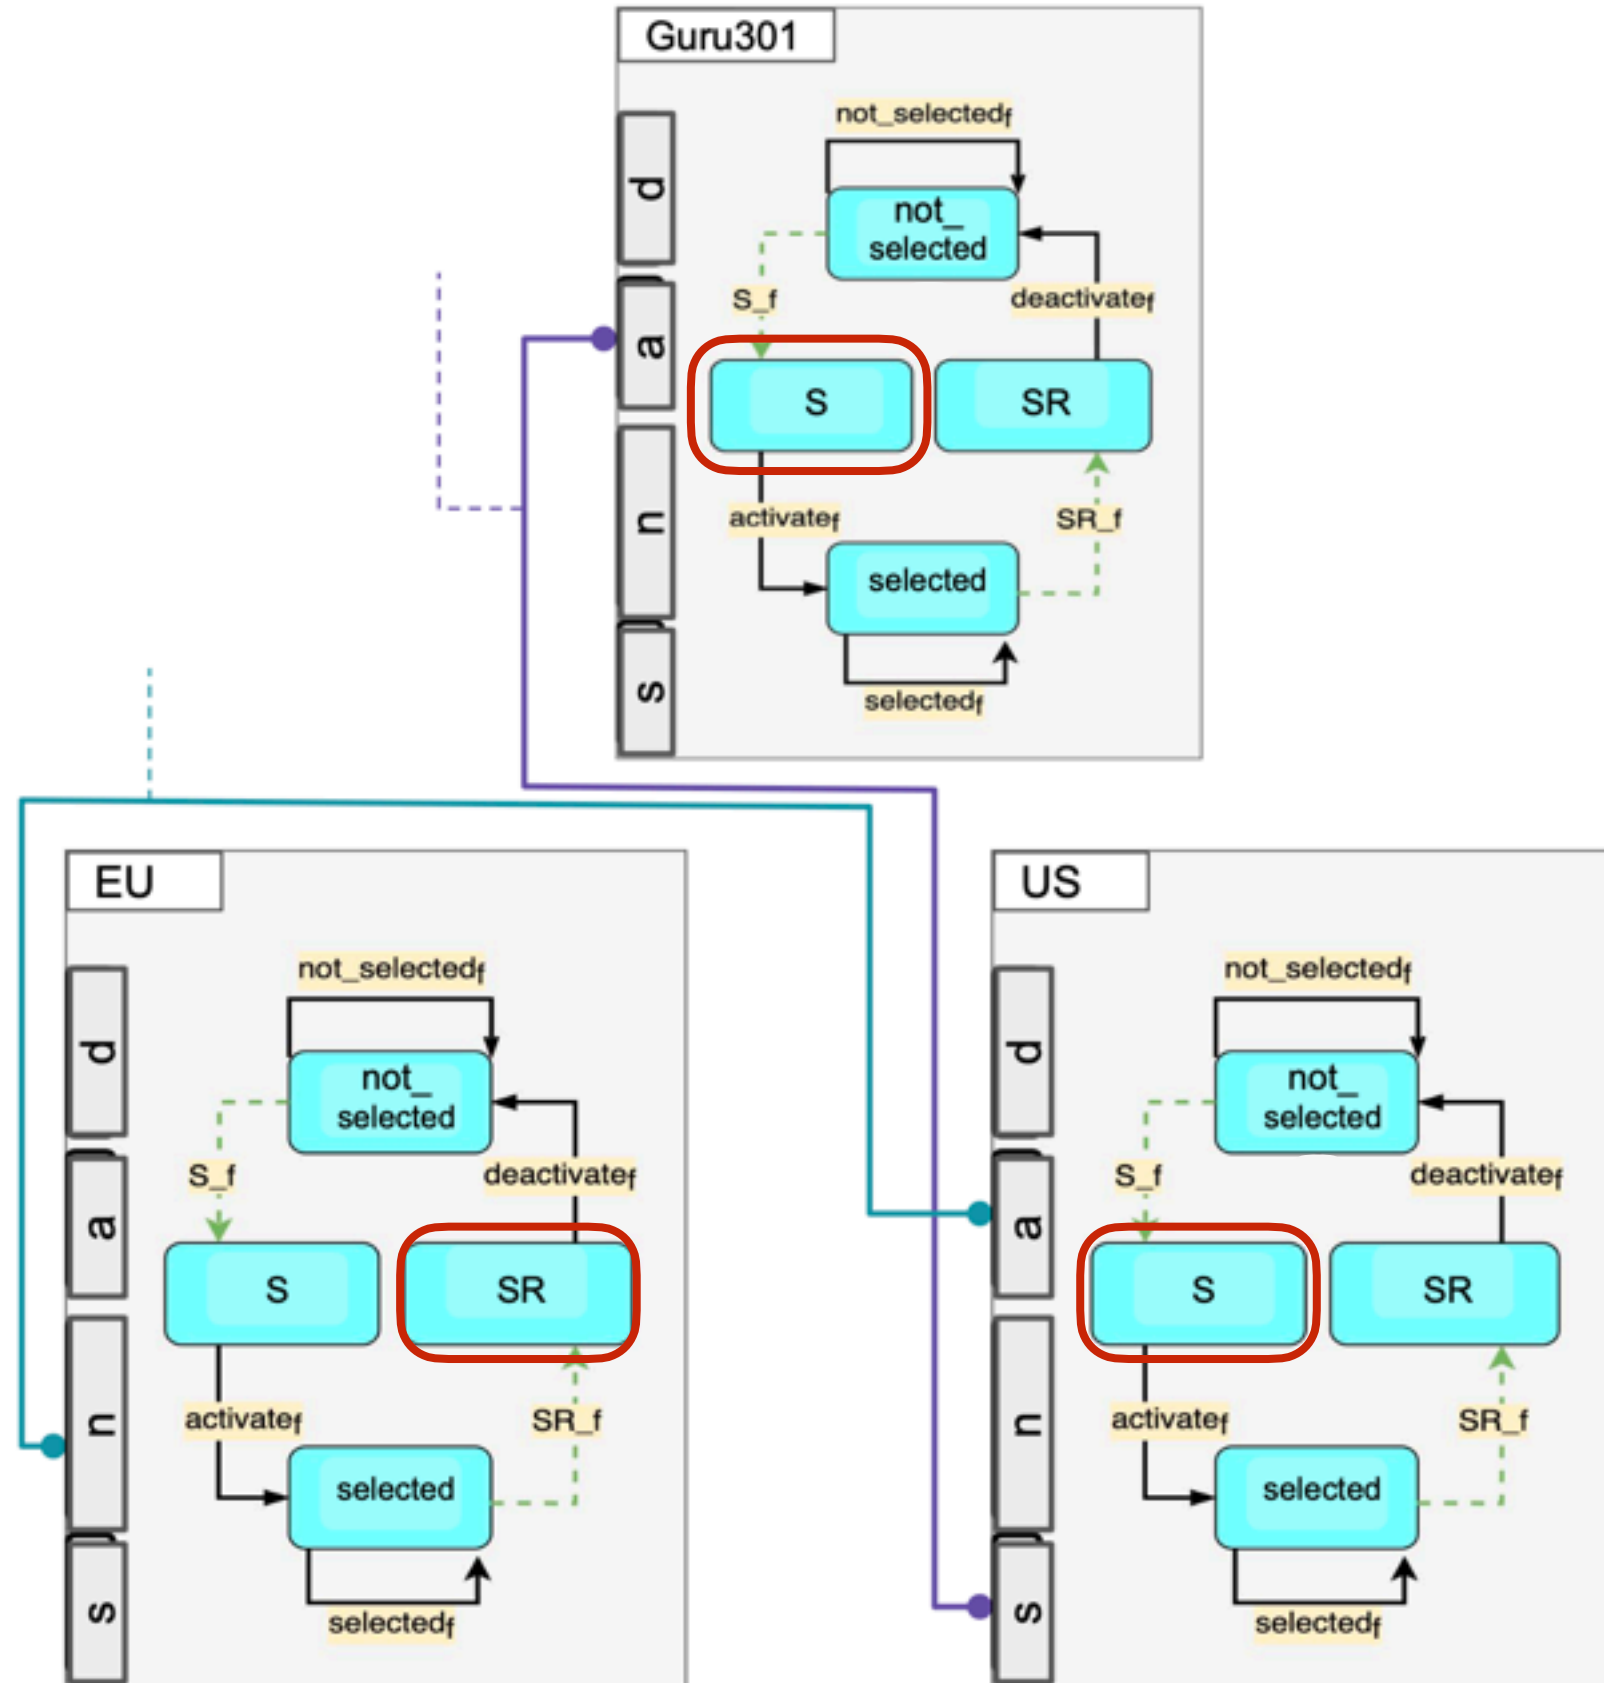 Guru301
not_selectedf
d
not_
selected
S_f
deactivatef
a
S
SR
n
activatef
SR_f
selected
s
selectedf
EU
not_selectedf
d
not_
selected
S_f
deactivatef
a
S
SR
n
activatef
SR_f
selected
s
selectedf
US
not_selectedf
d
not_
selected
S_f
deactivatef
a
S
SR
n
activatef
SR_f
selected
s
selectedf